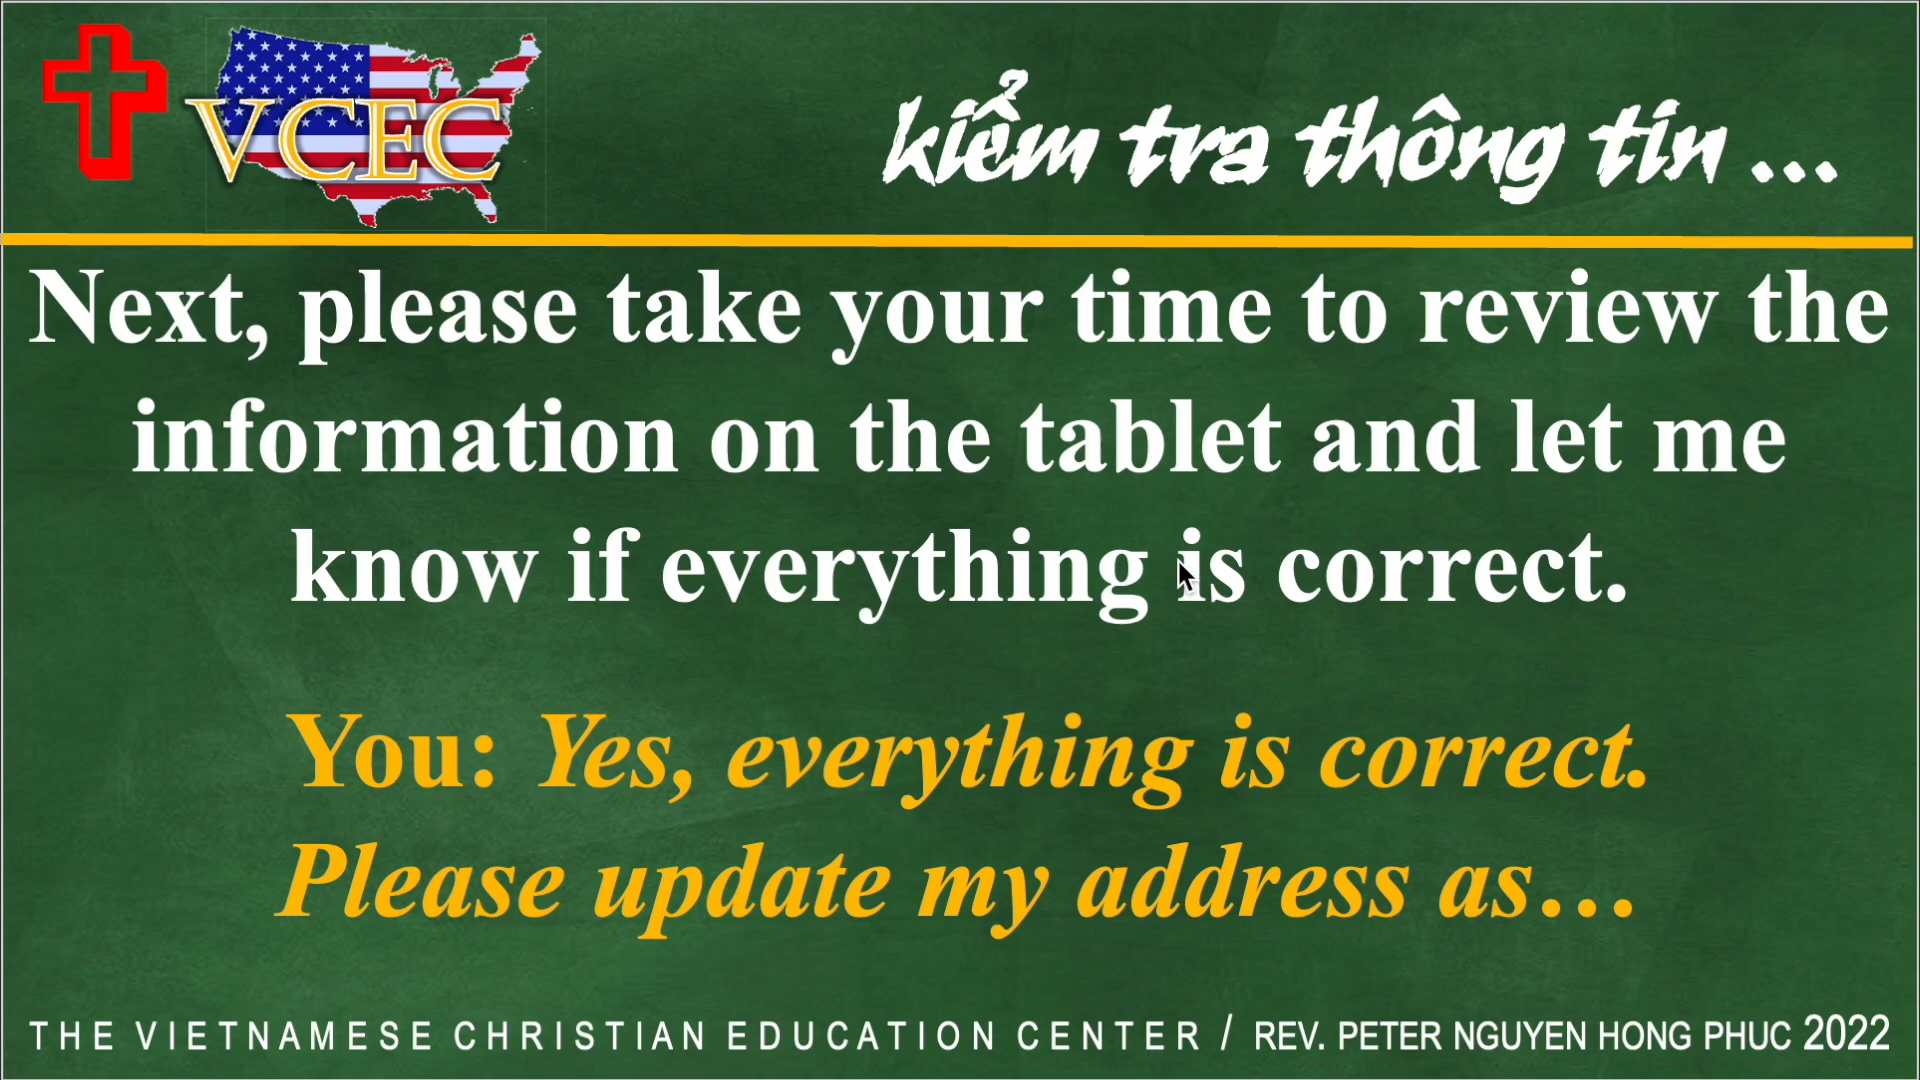 VCEC
kiểm tra thông tin ...
Next, please take your time to review the
information on the tablet and let me
know if everything is correct.
You: Yes, everything is correct.
Please update my address as…
THE VIETNAMESE CHRISTIAN EDUCATION CENTER / REV. PETER NGUYEN HONG PHUC 2022